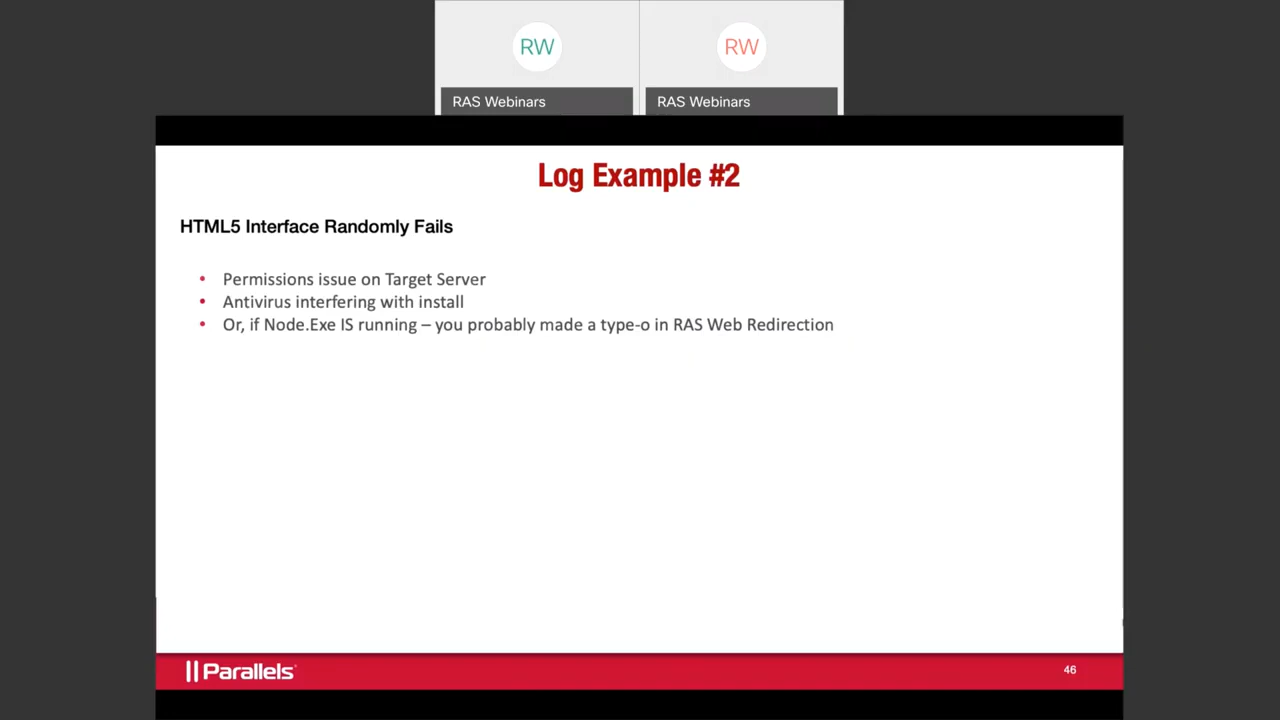 RW
RW
RAS Webinars
RAS Webinars
Log Example #2
HTML5 Interface Randomly Fails
• Permissions issue on Target Server
• Antivirus interfering with install
• Or, if Node.Exe IS running – you probably made a type-o in RAS Web Redirection
Parallels®
46